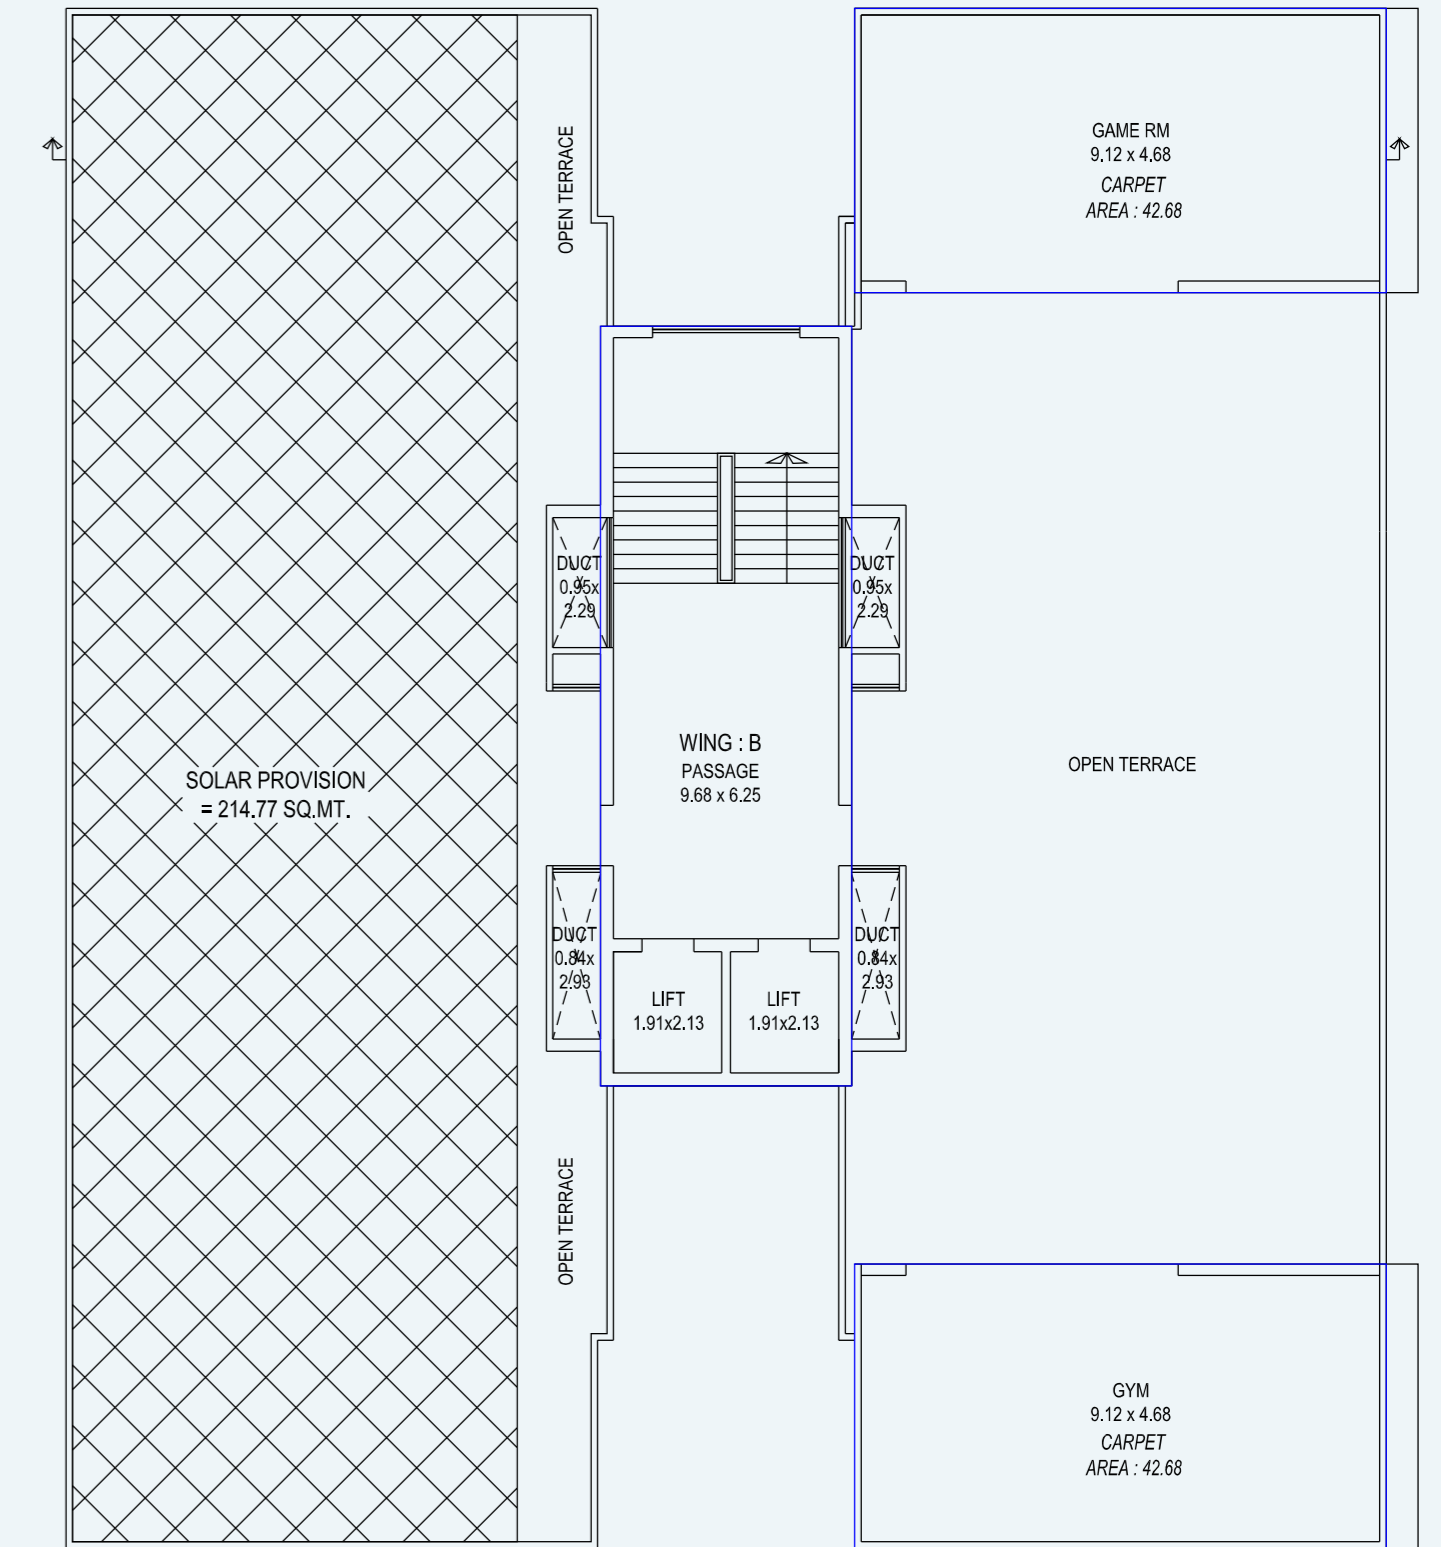 OPEN TERRACE
GAME RM
9.12 x 4.68
CARPET
AREA : 42.68
DUCT
0.95x
2.29
DUCT
0.95x
2.29
WING : B
PASSAGE
9.68 x 6.25
OPEN TERRACE
SOLAR PROVISION
= 214.77 SQ.MT.
DUCT
0.84x
2.93
DUCT
0.84x
2.93
LIFT
1.91x2.13
LIFT
1.91x2.13
OPEN TERRACE
GYM
9.12 x 4.68
CARPET
AREA : 42.68